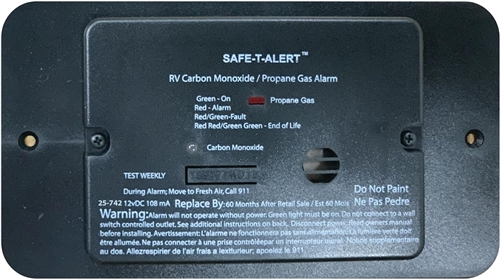 SAFE-T-ALERT™
RV Carbon Monoxide / Propane Gas Alarm
Green - On
Propane Gas
Red - Alarm
Red/Green-Fault
Red Red/Green Green - End of Life
Carbon Monoxide
TEST WEEKLY
During Alarm; Move to Fresh Air, Call 911
Do Not Paint
25-742 12vDC 108 mA Replace By: 60 Months After Retail Sale / Est 60 Mois
Ne Pas Pedre
Warning: Alarm will not operate without power. Green light must be on. Do not connect to a wall
switch controlled outlet. See additional instructions on back. Disconnect power. Read owners manual
before installing. Avertissement: L'alarme ne fonctionnera pas sans alimentation. La lumière verte doit
être allumée. Ne pas connecter à une prise contrôlée par un interrupteur mural.
au dos. Allez respirier de l'air frais a lexturieur; appelez le 911.